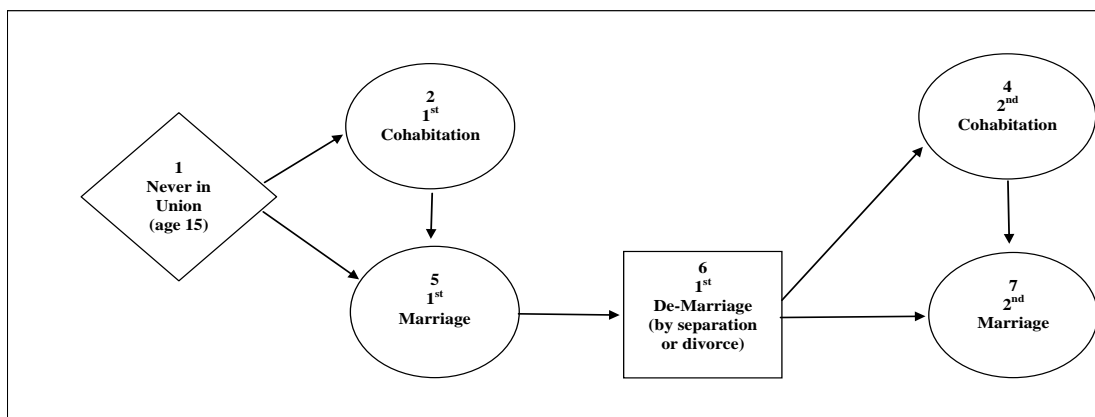 1
Never in
Union
(age 15)
2
1st
Cohabitation
5
1st
Marriage
6
1st
De-Marriage
(by separation
or divorce)
4
2nd
Cohabitation
7
2nd
Marriage